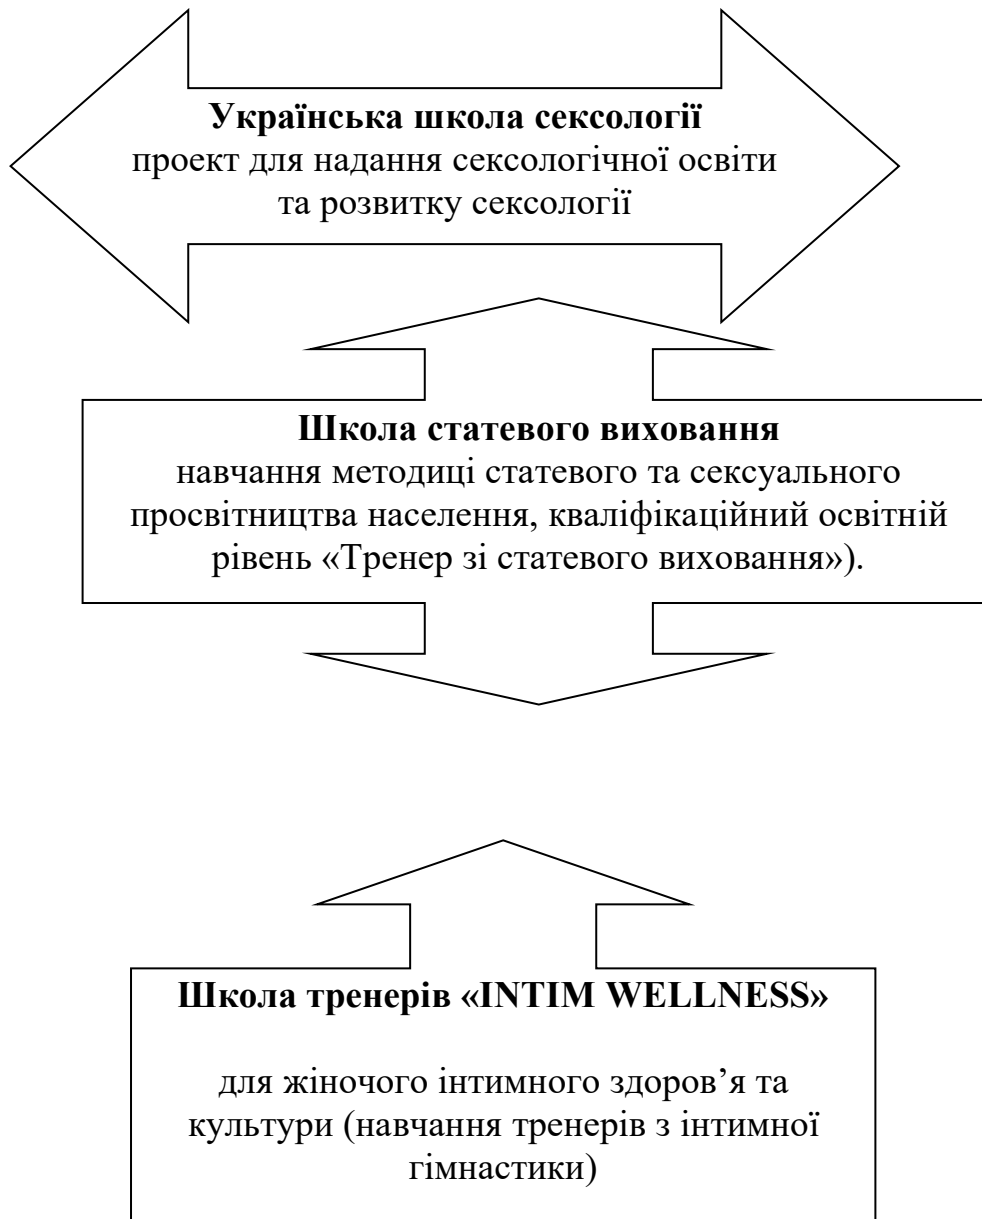 Українська школа сексології
проект для надання сексологічної освіти
та розвитку сексології
Школа статевого виховання
навчання методиці статевого та сексуального
просвітництва населення, кваліфікаційний освітній
рівень «Тренер зі статевого виховання»).
Школа тренерів «INTIM WELLNESS»
для жіночого інтимного здоров’я та
культури (навчання тренерів з інтимної
гімнастики)